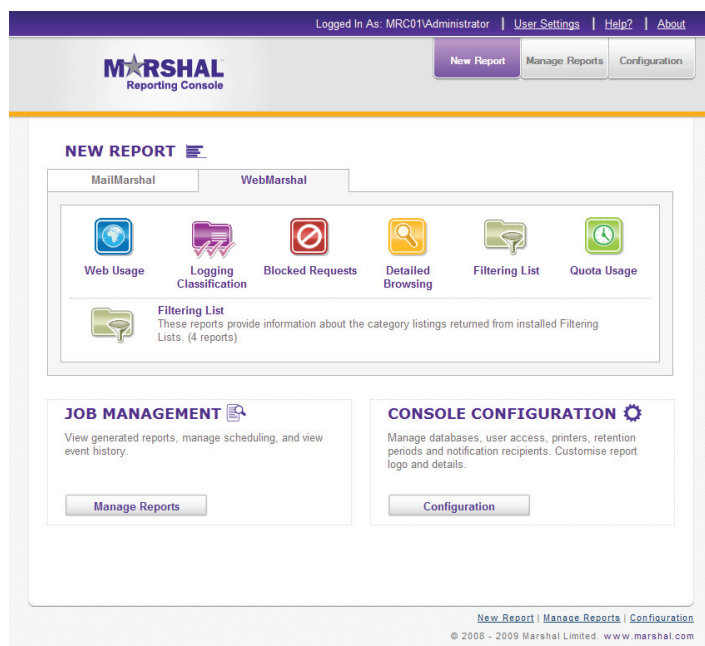 Logged In As: MRC01\Administrator | User Settings | Help? | About
MARSHAL
Reporting Console
New Report Manage Reports Configuration
NEW REPORT
MailMarshal WebMarshal
Web Usage Logging Blocked Requests Detailed Filtering List Quota Usage
Classification Browsing
Filtering List
These reports provide information about the category listings returned from installed Filtering
Lists. (4 reports)
JOB MANAGEMENT
View generated reports, manage scheduling, and view
event history.
Manage Reports
CONSOLE CONFIGURATION
Manage databases, user access, printers, retention
periods and notification recipients. Customise report
logo and details.
Configuration
New Report | Manage Reports | Configuration
© 2008 - 2009 Marshal Limited. www.marshal.com